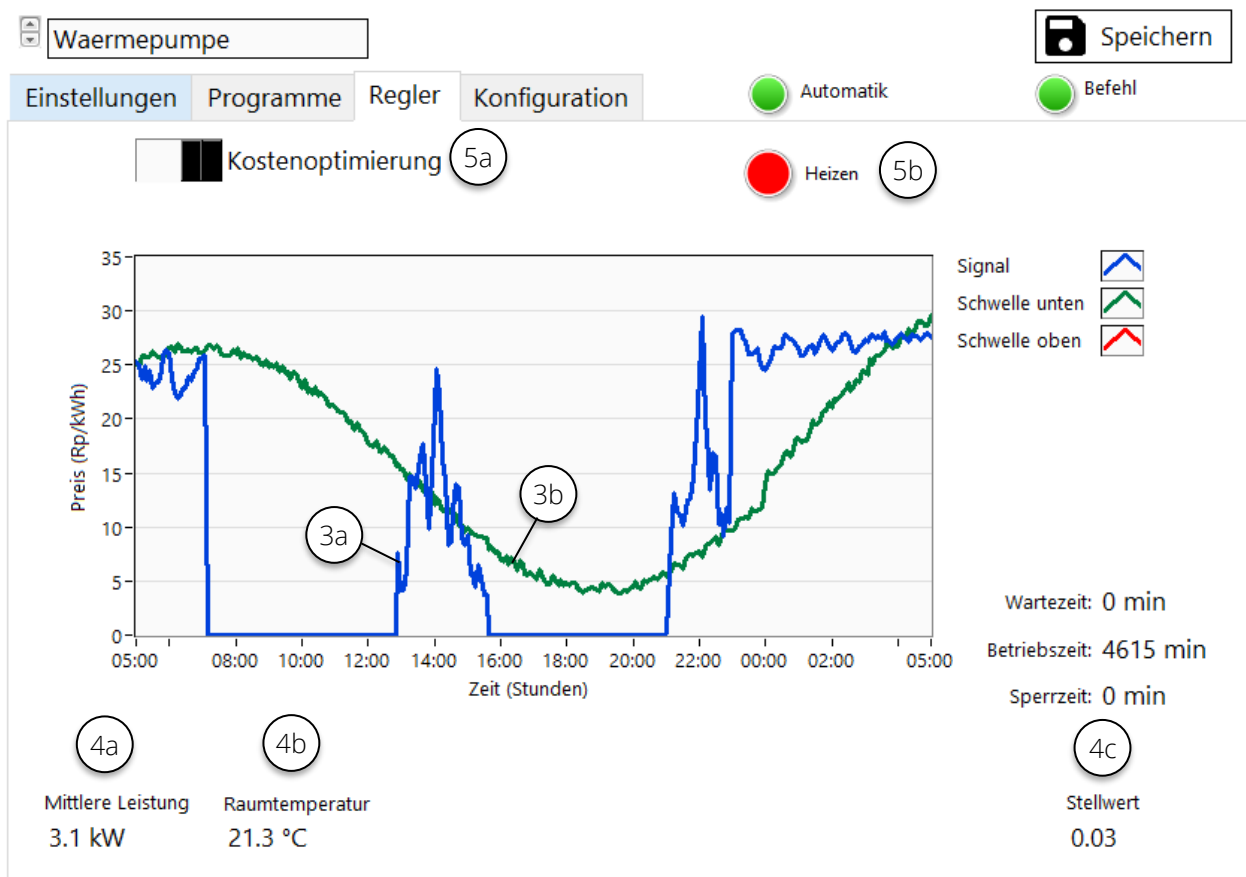 Waermepumpe
Speichern
Einstellungen Programme Regler Konfiguration
Automatik
Befehl
Kostenoptimierung
5a
Heizen
5b
Signal
Schwelle unten
Schwelle oben
Preis (Rp/kWh)
35
30
25
20
15
10
5
0
3a
3b
05:00 08:00 10:00 12:00 14:00 16:00 18:00 20:00 22:00 00:00 02:00 05:00
Zeit (Stunden)
Wartezeit: 0 min
Betriebszeit: 4615 min
Sperrzeit: 0 min
4a
4b
4c
Mittlere Leistung
3.1 kW
Raumtemperatur
21.3 °C
Stellwert
0.03